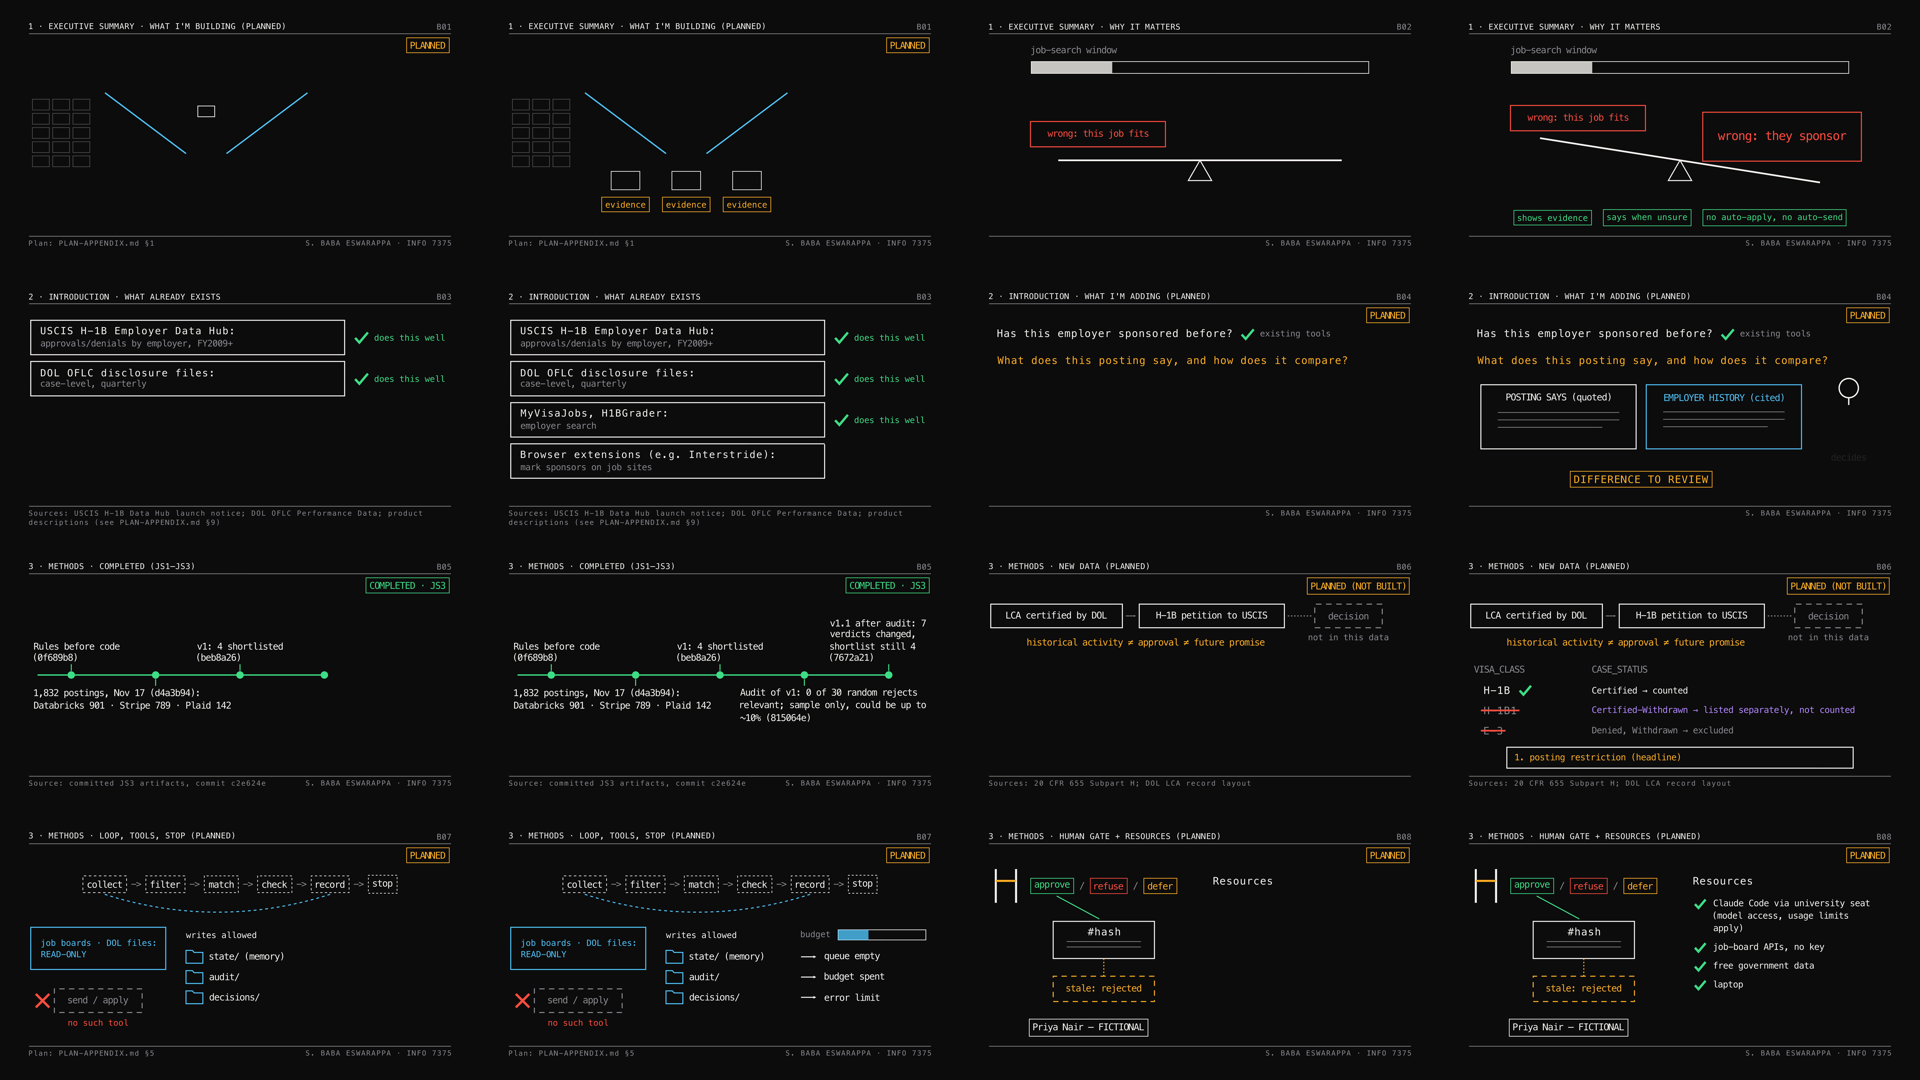 1 · EXECUTIVE SUMMARY · WHAT I'M BUILDING (PLANNED)
B01
PLANNED
Plan: PLAN-APPENDIX.md §1
S. BABA ESWARAPPA · INFO 7375
1 · EXECUTIVE SUMMARY · WHAT I'M BUILDING (PLANNED)
B01
PLANNED
evidence
evidence
evidence
Plan: PLAN-APPENDIX.md §1
S. BABA ESWARAPPA · INFO 7375
1 · EXECUTIVE SUMMARY · WHY IT MATTERS
B02
job-search window
wrong: this job fits
S. BABA ESWARAPPA · INFO 7375
1 · EXECUTIVE SUMMARY · WHY IT MATTERS
B02
job-search window
wrong: this job fits
wrong: they sponsor
shows evidence
says when unsure
no auto-apply, no auto-send
S. BABA ESWARAPPA · INFO 7375
2 · INTRODUCTION · WHAT ALREADY EXISTS
B03
USCIS H-1B Employer Data Hub:
approvals/denials by employer, FY2009+
does this well
DOL OFLC disclosure files:
case-level, quarterly
does this well
Sources: USCIS H-1B Data Hub launch notice; DOL OFLC Performance Data; product
descriptions (see PLAN-APPENDIX.md §9)
2 · INTRODUCTION · WHAT ALREADY EXISTS
B03
USCIS H-1B Employer Data Hub:
approvals/denials by employer, FY2009+
does this well
DOL OFLC disclosure files:
case-level, quarterly
does this well
MyVisaJobs, H1BGrader:
employer search
does this well
Browser extensions (e.g. Interstride):
mark sponsors on job sites
Sources: USCIS H-1B Data Hub launch notice; DOL OFLC Performance Data; product
descriptions (see PLAN-APPENDIX.md §9)
2 · INTRODUCTION · WHAT I'M ADDING (PLANNED)
B04
PLANNED
Has this employer sponsored before?
existing tools
What does this posting say, and how does it compare?
S. BABA ESWARAPPA · INFO 7375
2 · INTRODUCTION · WHAT I'M ADDING (PLANNED)
B04
PLANNED
Has this employer sponsored before?
existing tools
What does this posting say, and how does it compare?
POSTING SAYS (quoted)
EMPLOYER HISTORY (cited)
decides
DIFFERENCE TO REVIEW
S. BABA ESWARAPPA · INFO 7375
3 · METHODS · COMPLETED (JS1–JS3)
B05
COMPLETED · JS3
Rules before code
(0f689b8)
v1: 4 shortlisted
(beb8a26)
1,832 postings, Nov 17 (d4a3b94):
Databricks 901 · Stripe 789 · Plaid 142
Source: committed JS3 artifacts, commit c2e624e
S. BABA ESWARAPPA · INFO 7375
3 · METHODS · COMPLETED (JS1–JS3)
B05
COMPLETED · JS3
Rules before code
(0f689b8)
v1: 4 shortlisted
(beb8a26)
v1.1 after audit: 7
verdicts changed,
shortlist still 4
(7672a21)
1,832 postings, Nov 17 (d4a3b94):
Databricks 901 · Stripe 789 · Plaid 142
Audit of v1: 0 of 30 random rejects
relevant; sample only, could be up to
~10% (815064e)
Source: committed JS3 artifacts, commit c2e624e
S. BABA ESWARAPPA · INFO 7375
3 · METHODS · NEW DATA (PLANNED)
B06
PLANNED (NOT BUILT)
LCA certified by DOL
H-1B petition to USCIS
decision
not in this data
historical activity ≠ approval ≠ future promise
Sources: 20 CFR 655 Subpart H; DOL LCA record layout
3 · METHODS · NEW DATA (PLANNED)
B06
PLANNED (NOT BUILT)
LCA certified by DOL
H-1B petition to USCIS
decision
not in this data
historical activity ≠ approval ≠ future promise
VISA_CLASS
CASE_STATUS
H-1B
Certified → counted
H-1B1
Certified-Withdrawn → listed separately, not counted
E-3
Denied, Withdrawn → excluded
1. posting restriction (headline)
Sources: 20 CFR 655 Subpart H; DOL LCA record layout
3 · METHODS · LOOP, TOOLS, STOP (PLANNED)
B07
PLANNED
collect
filter
match
check
record
stop
job boards · DOL files:
READ-ONLY
writes allowed
state/ (memory)
audit/
decisions/
send / apply
no such tool
Plan: PLAN-APPENDIX.md §5
S. BABA ESWARAPPA · INFO 7375
3 · METHODS · LOOP, TOOLS, STOP (PLANNED)
B07
PLANNED
collect
filter
match
check
record
stop
job boards · DOL files:
READ-ONLY
writes allowed
state/ (memory)
audit/
decisions/
budget
queue empty
budget spent
error limit
send / apply
no such tool
Plan: PLAN-APPENDIX.md §5
S. BABA ESWARAPPA · INFO 7375
3 · METHODS · HUMAN GATE + RESOURCES (PLANNED)
B08
PLANNED
approve / refuse / defer
Resources
#hash
stale: rejected
Priya Nair — FICTIONAL
S. BABA ESWARAPPA · INFO 7375
3 · METHODS · HUMAN GATE + RESOURCES (PLANNED)
B08
PLANNED
approve / refuse / defer
Resources
Claude Code via university seat
(model access, usage limits
apply)
job-board APIs, no key
free government data
laptop
#hash
stale: rejected
Priya Nair — FICTIONAL
S. BABA ESWARAPPA · INFO 7375